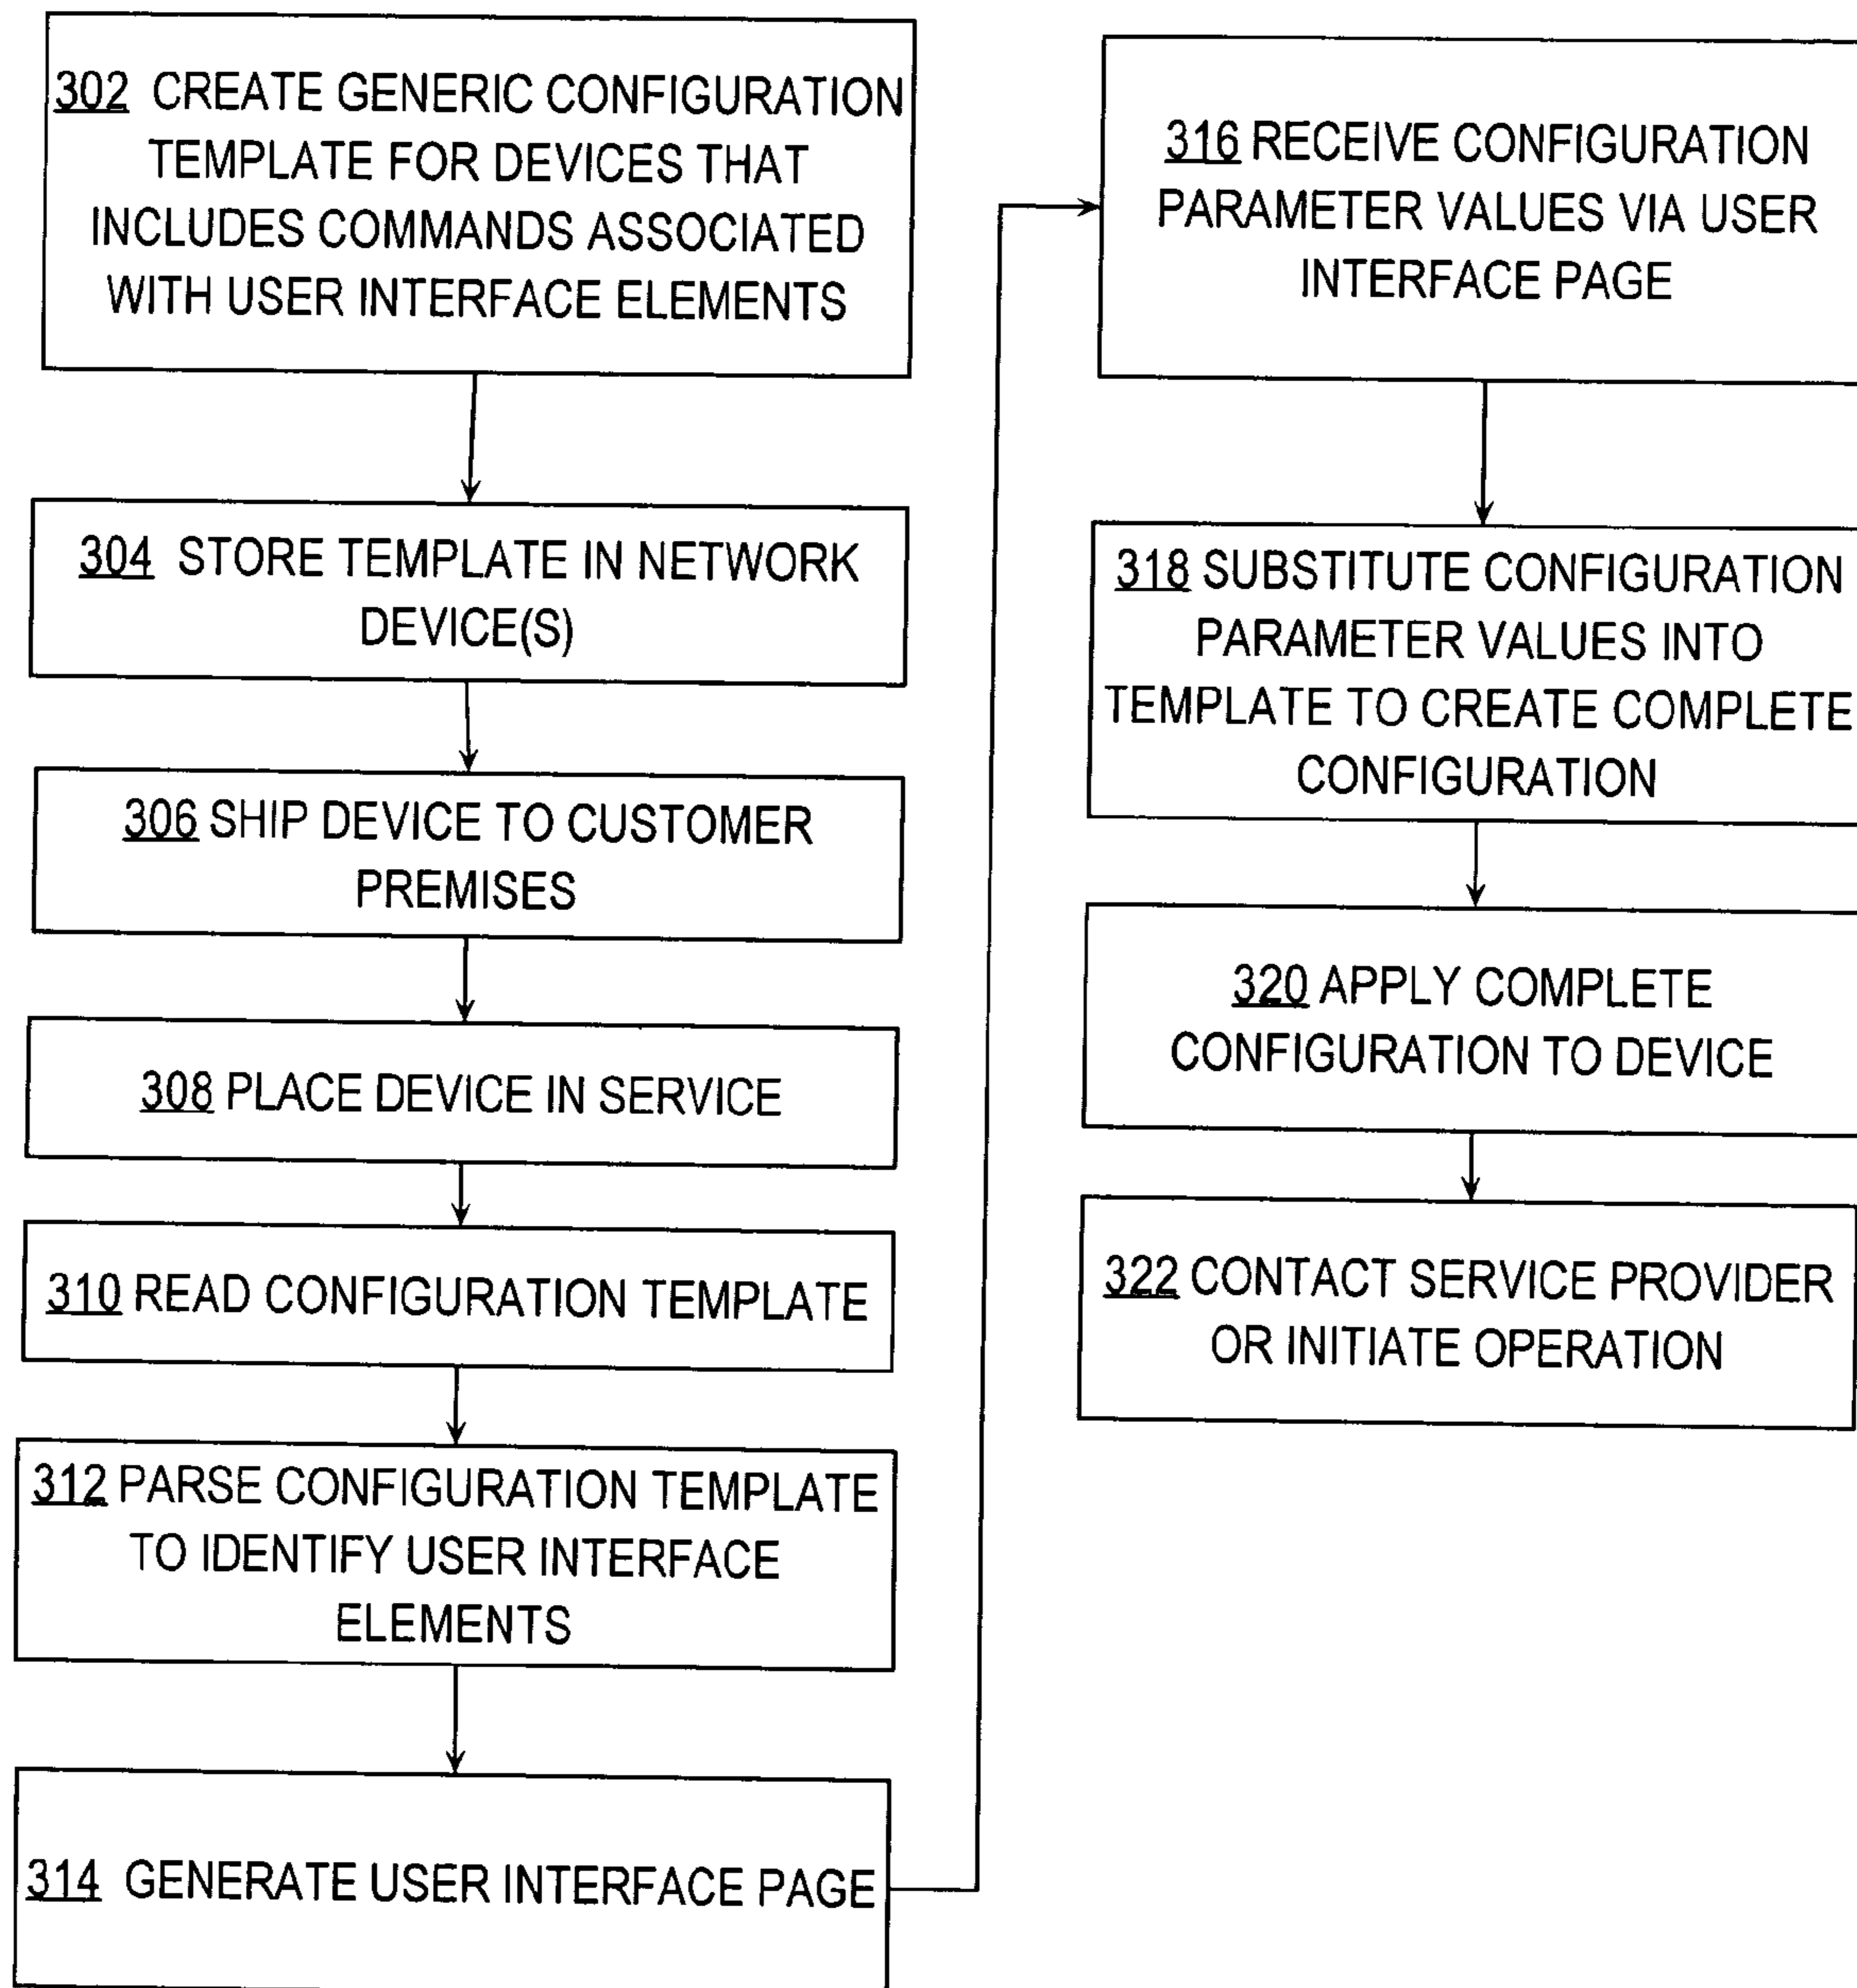 302 CREATE GENERIC CONFIGURATION
TEMPLATE FOR DEVICES THAT
INCLUDES COMMANDS ASSOCIATED
WITH USER INTERFACE ELEMENTS
304 STORE TEMPLATE IN NETWORK
DEVICE(S)
306 SHIP DEVICE TO CUSTOMER
PREMISES
308 PLACE DEVICE IN SERVICE
310 READ CONFIGURATION TEMPLATE
312 PARSE CONFIGURATION TEMPLATE
TO IDENTIFY USER INTERFACE
ELEMENTS
314 GENERATE USER INTERFACE PAGE
316 RECEIVE CONFIGURATION
PARAMETER VALUES VIA USER
INTERFACE PAGE
318 SUBSTITUTE CONFIGURATION
PARAMETER VALUES INTO
TEMPLATE TO CREATE COMPLETE
CONFIGURATION
320 APPLY COMPLETE
CONFIGURATION TO DEVICE
322 CONTACT SERVICE PROVIDER
OR INITIATE OPERATION